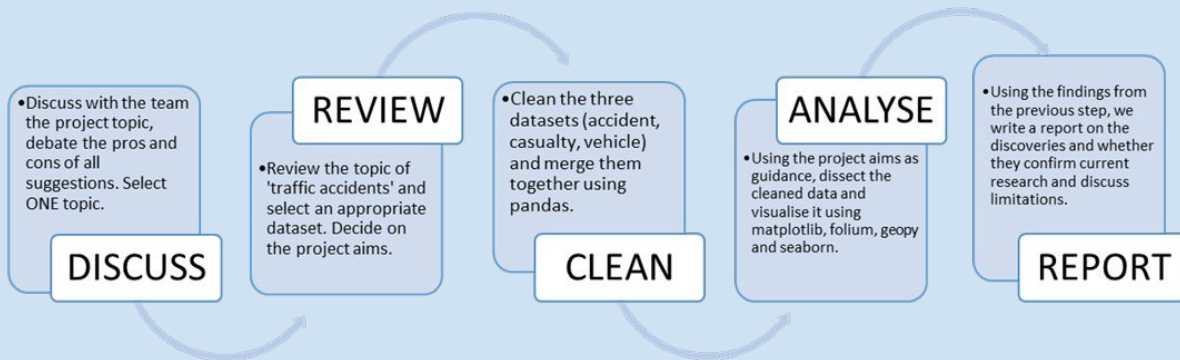 •Discuss with the team
the project topic,
debate the pros and
cons of all
suggestions. Select
ONE topic.
DISCUSS
REVIEW
•Review the topic of
'traffic accidents' and
select an appropriate
dataset. Decide on
the project aims.
•Clean the three
datasets (accident,
casualty, vehicle)
and merge them
together using
pandas.
CLEAN
ANALYSE
•Using the project aims as
guidance, dissect the
cleaned data and
visualise it using
matplotlib, folium, geopy
and seaborn.
•Using the findings from
the previous step, we
write a report on the
discoveries and whether
they confirm current
research and discuss
limitations.
REPORT